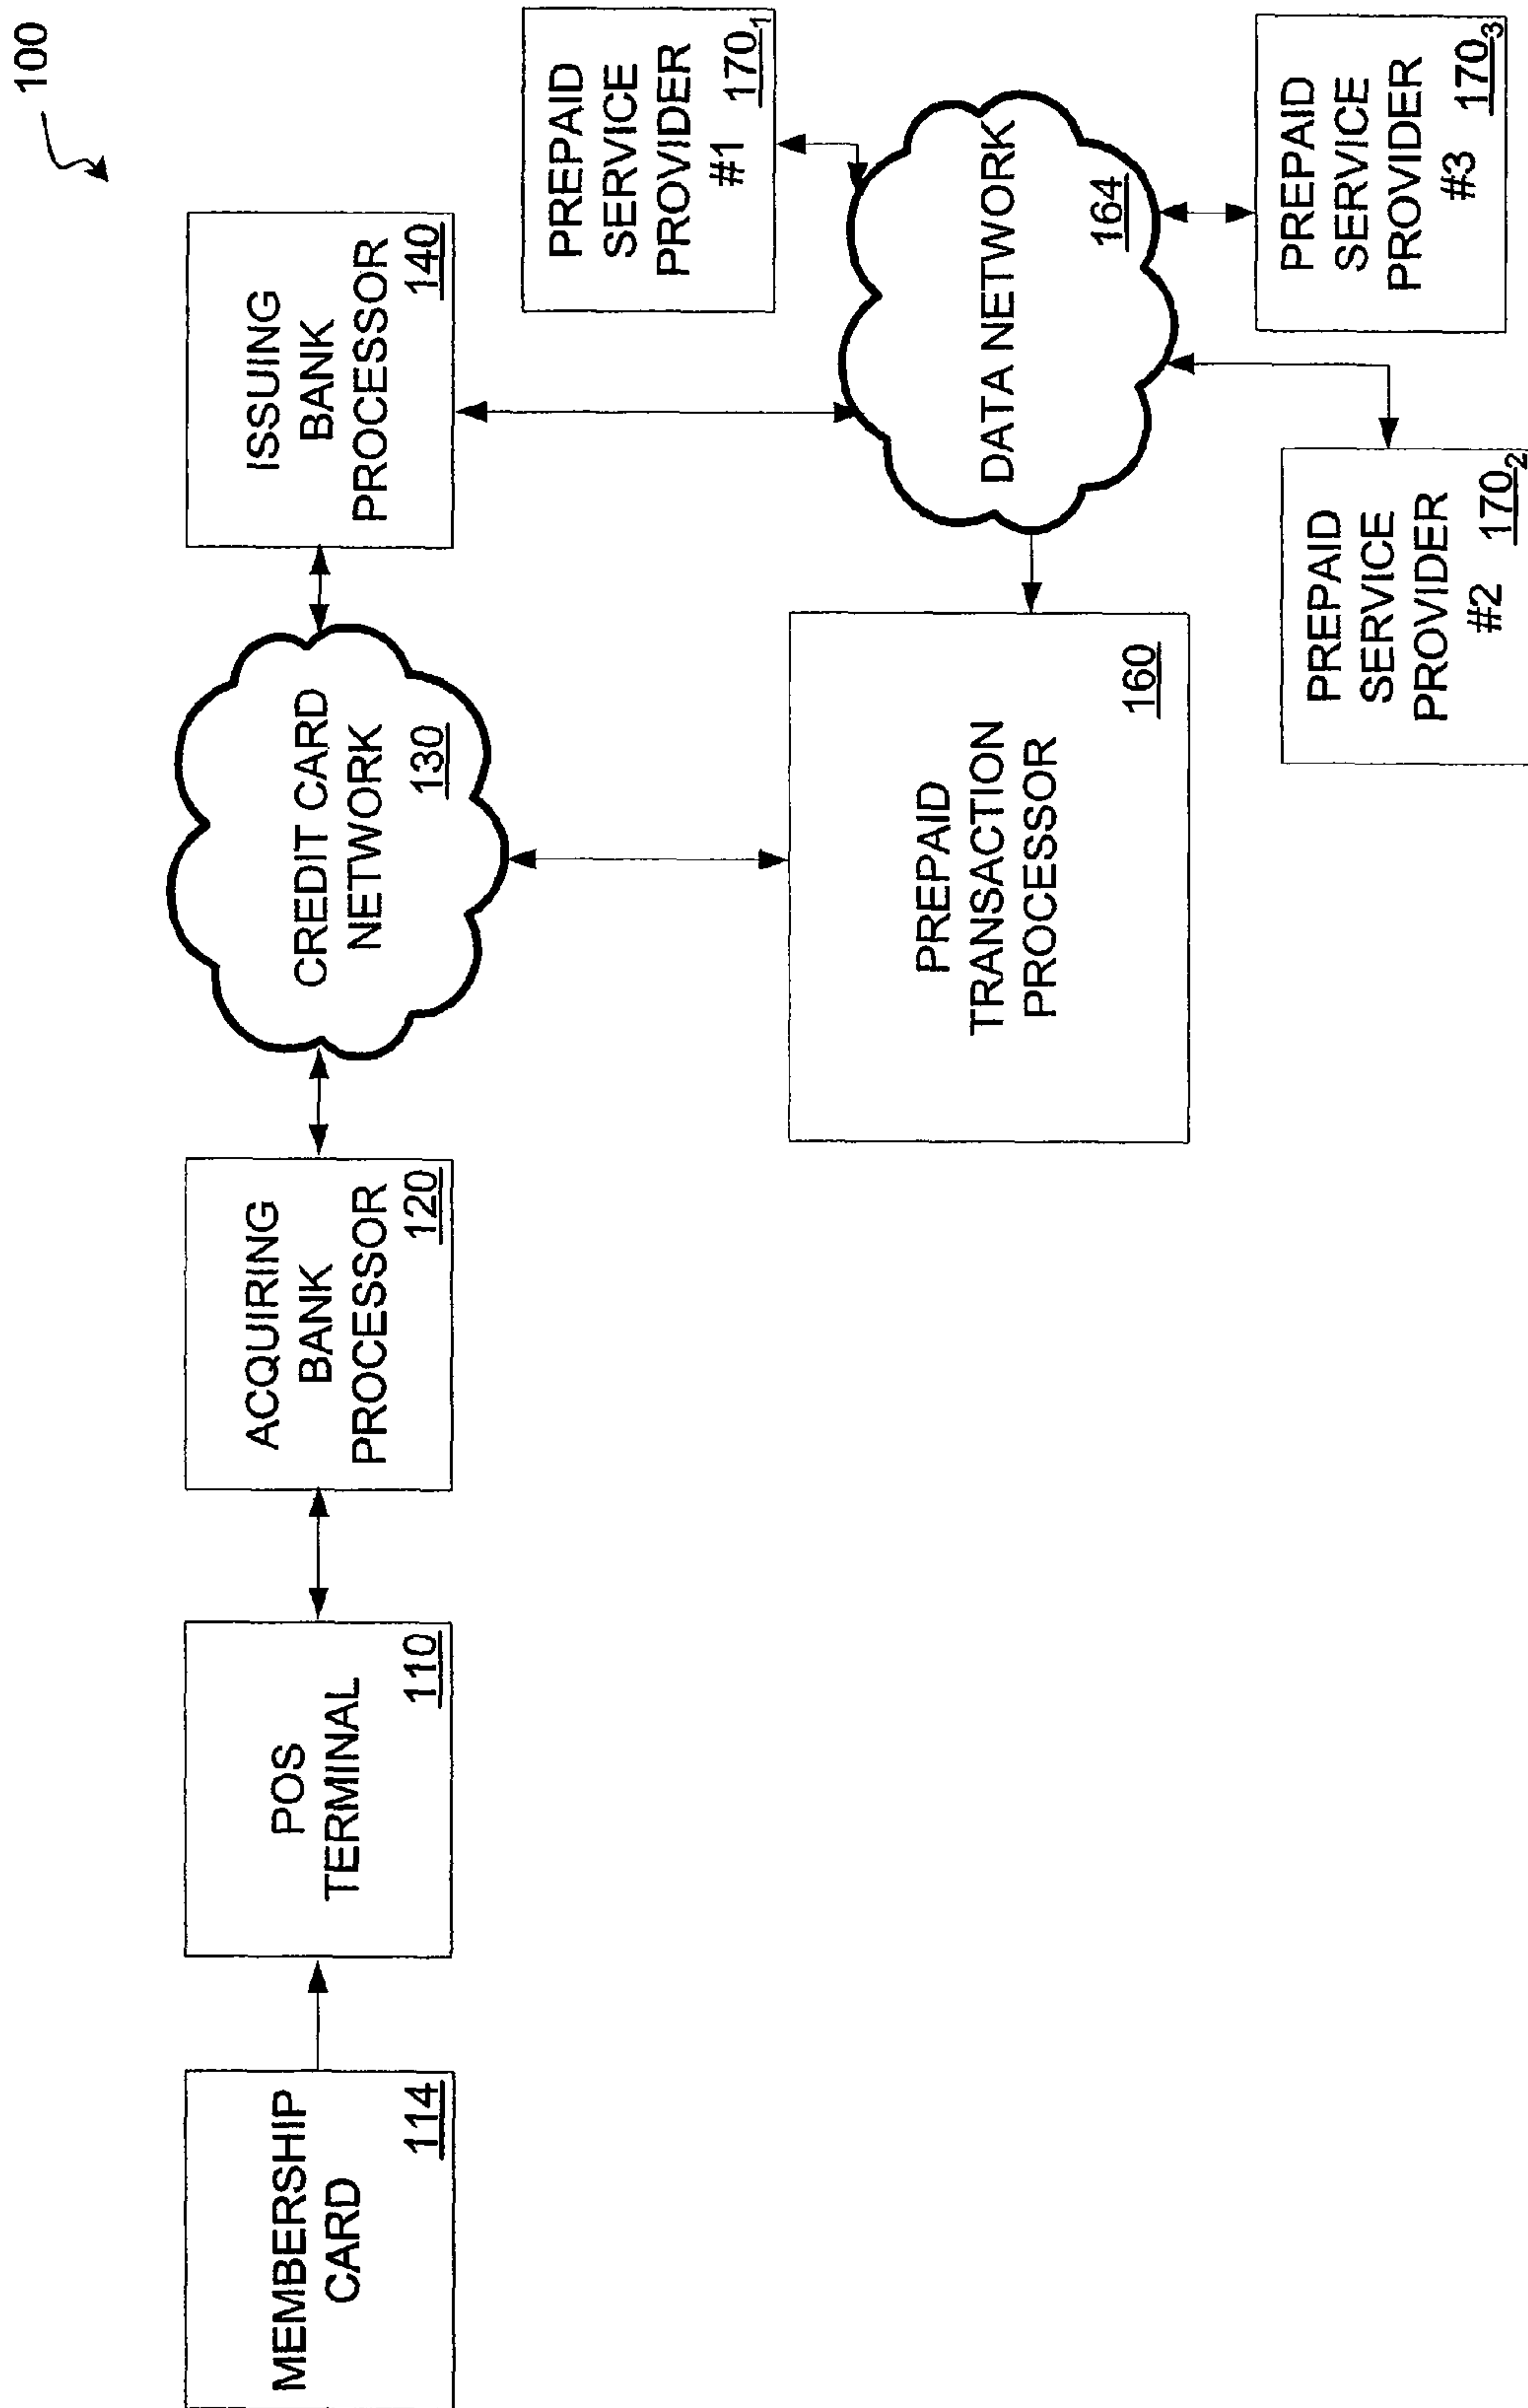 100
MEMBERSHIP
CARD
114
POS
TERMINAL
110
ACQUIRING
BANK
PROCESSOR
120
CREDIT CARD
NETWORK
130
ISSUING
BANK
PROCESSOR
140
PREPAID
TRANSACTION
PROCESSOR
160
DATA NETWORK
164
PREPAID
SERVICE
PROVIDER
#1 170₁
PREPAID
SERVICE
PROVIDER
#2 170₂
PREPAID
SERVICE
PROVIDER
#3 170₃